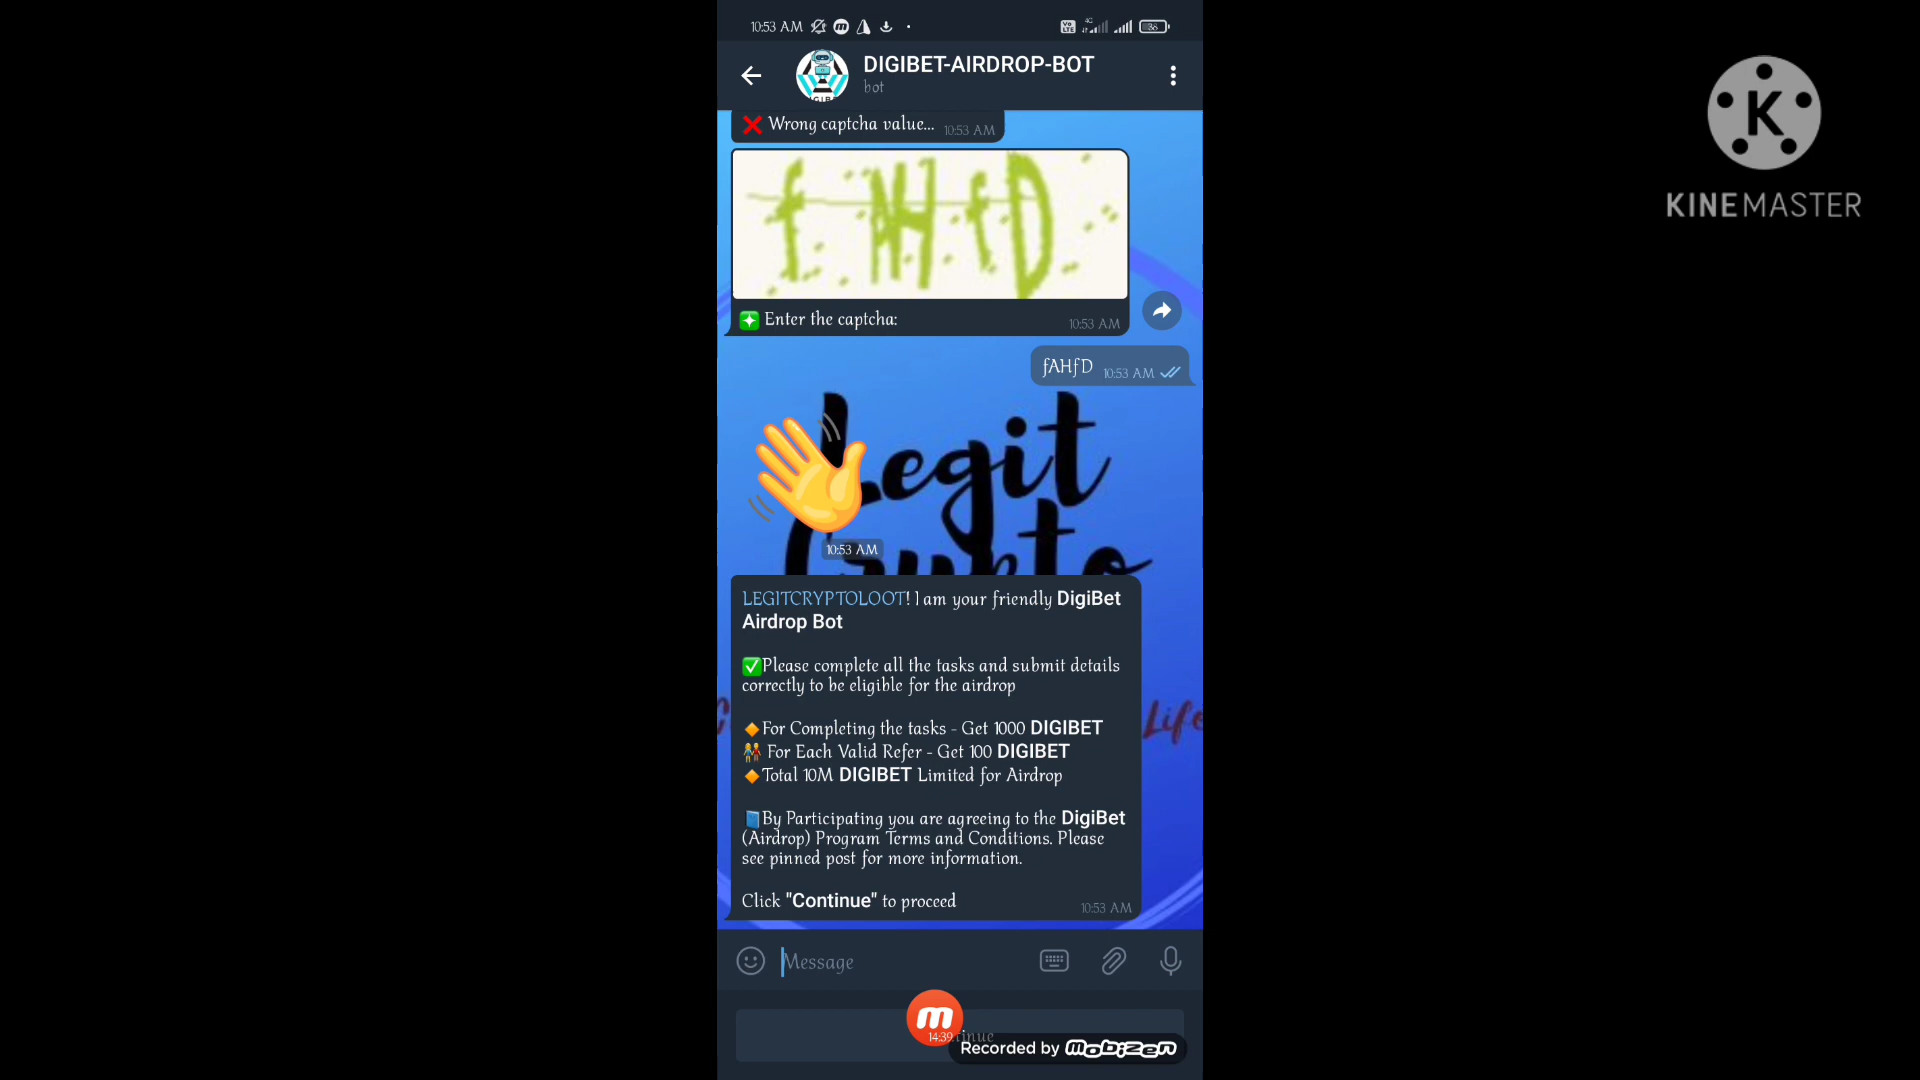 10:53 AM
DIGIBET-AIRDROP-BOT
bot
❌ Wrong captcha value... 10:53 AM
✳️ Enter the captcha: 10:53 AM
fAHfD 10:53 AM
Legit
Crypto
10:53 AM
LEGITCRYPTOLOOT! I am your friendly DigiBet
Airdrop Bot
✅Please complete all the tasks and submit details
correctly to be eligible for the airdrop
🔸For Completing the tasks - Get 1000 DIGIBET
👫 For Each Valid Refer - Get 100 DIGIBET
🔸Total 10M DIGIBET Limited for Airdrop
📘By Participating you are agreeing to the DigiBet
(Airdrop) Program Terms and Conditions. Please
see pinned post for more information.
Click "Continue" to proceed
10:53 AM
Life
Message
14:39
Recorded by mobizen
K
KINEMASTER